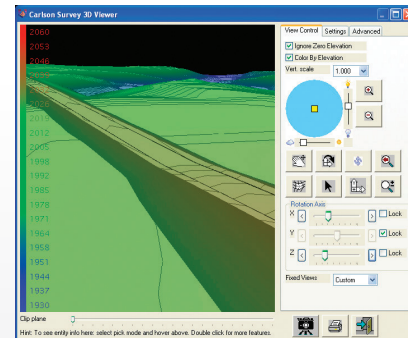 Carlson Survey 3D Viewer
2060
2053
2046
2026
2019
2012
2005
1998
1992
1985
1978
1971
1964
1958
1951
1944
1937
1930
View Control Settings Advanced
Ignore Zero Elevation
Color By Elevation
Vert. scale 1.000
Rotation Axis
X Lock
Y Lock
Z Lock
Fixed Views Custom
Clip plane
Hint: To see entity info here: select pick mode and hover above. Double click for more features.